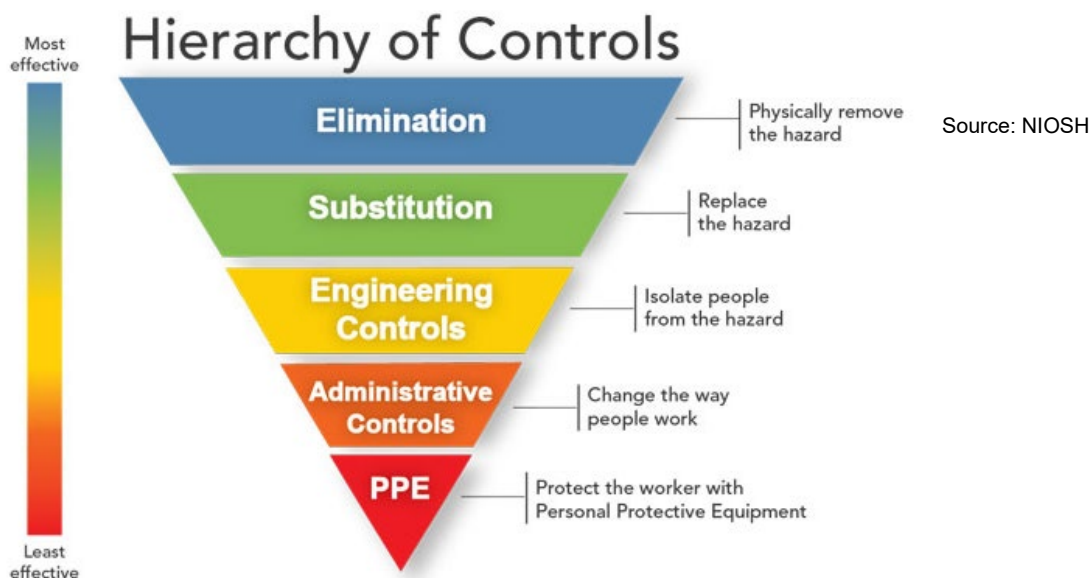 Hierarchy of Controls
Most
effective
Elimination
Physically remove
the hazard
Source: NIOSH
Substitution
Replace
the hazard
Engineering
Controls
Isolate people
from the hazard
Administrative
Controls
Change the way
people work
PPE
Protect the worker with
Personal Protective Equipment
Least
effective